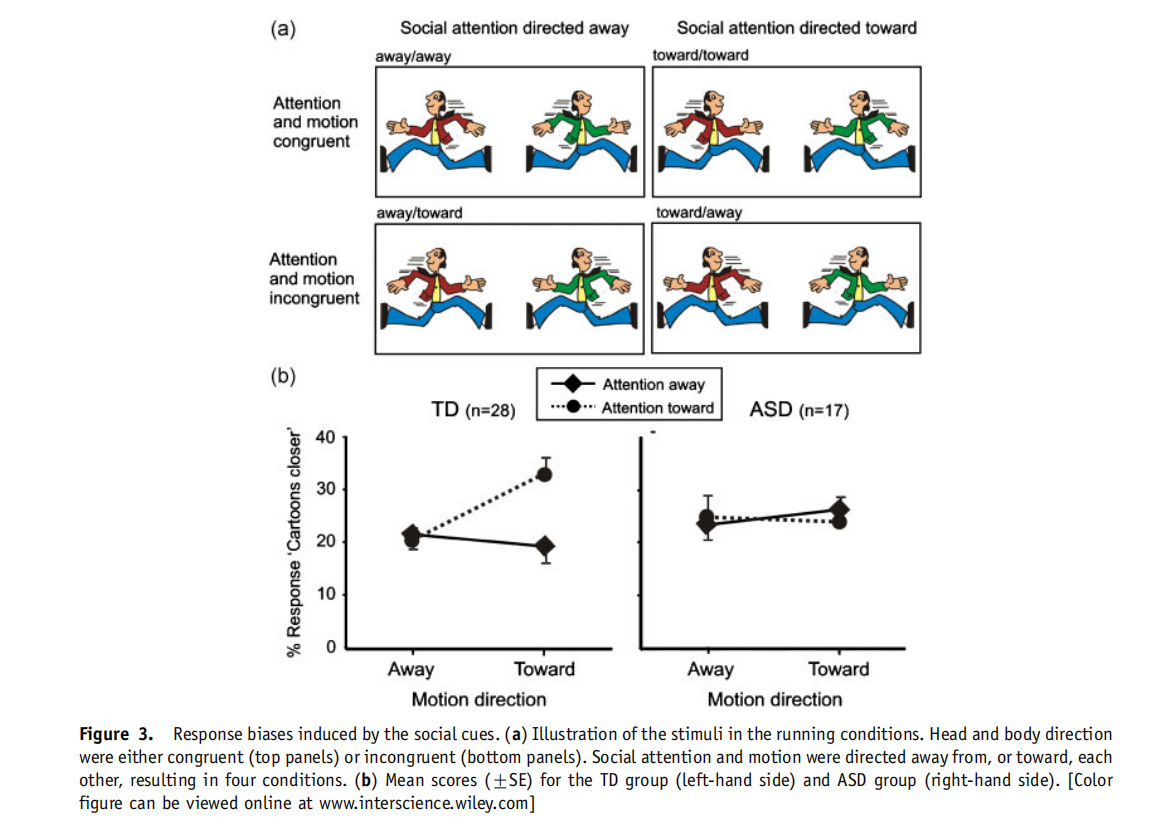 (a)
Social attention directed away
Social attention directed toward
away/away
toward/toward
Attention
and motion
congruent
away/toward
toward/away
Attention
and motion
incongruent
(b)
Attention away
Attention toward
TD (n=28)
ASD (n=17)
% Response 'Cartoons closer'
40
30
20
10
0
Away
Toward
Motion direction
Away
Toward
Motion direction
Figure 3. Response biases induced by the social cues. (a) Illustration of the stimuli in the running conditions. Head and body direction
were either congruent (top panels) or incongruent (bottom panels). Social attention and motion were directed away from, or toward, each
other, resulting in four conditions. (b) Mean scores (±SE) for the TD group (left-hand side) and ASD group (right-hand side). [Color
figure can be viewed online at www.interscience.wiley.com]